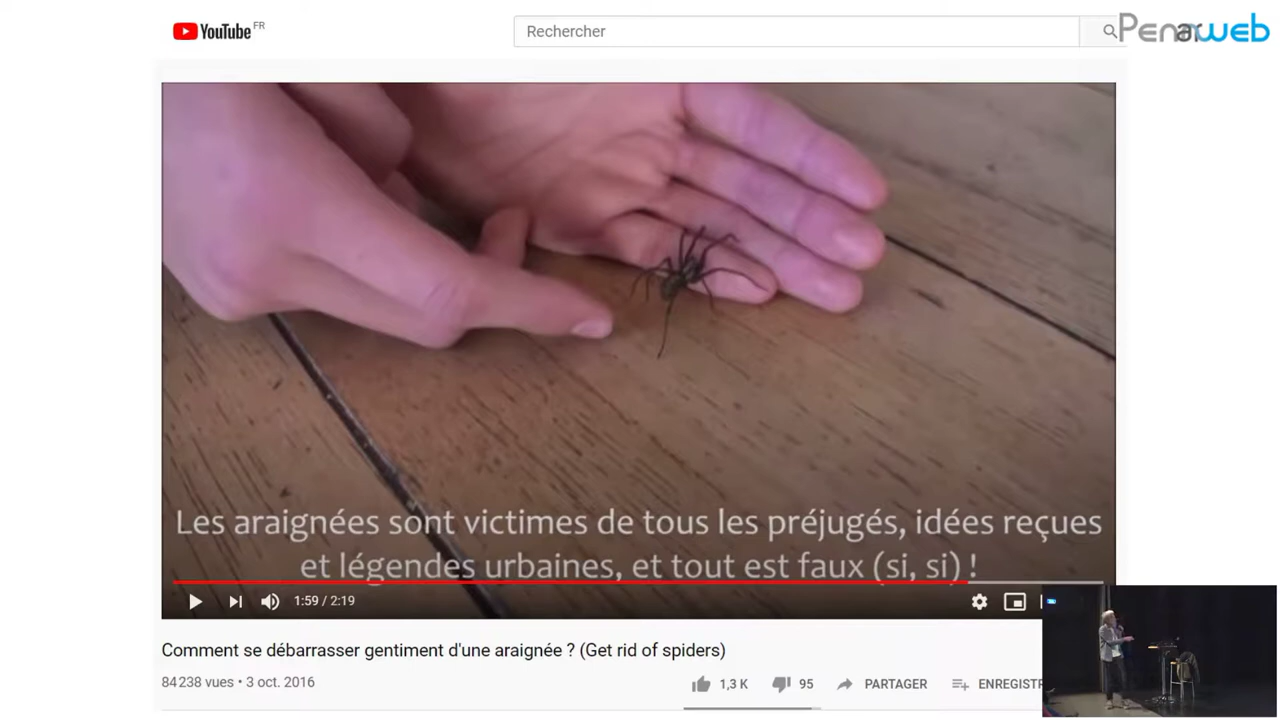 YouTube FR
Rechercher
Pennarweb
Les araignées sont victimes de tous les préjugés, idées reçues
et légendes urbaines, et tout est faux (si, si) !
1:59 / 2:19
Comment se débarrasser gentiment d'une araignée ? (Get rid of spiders)
84 238 vues • 3 oct. 2016
1,3 K
95
PARTAGER
ENREGISTR